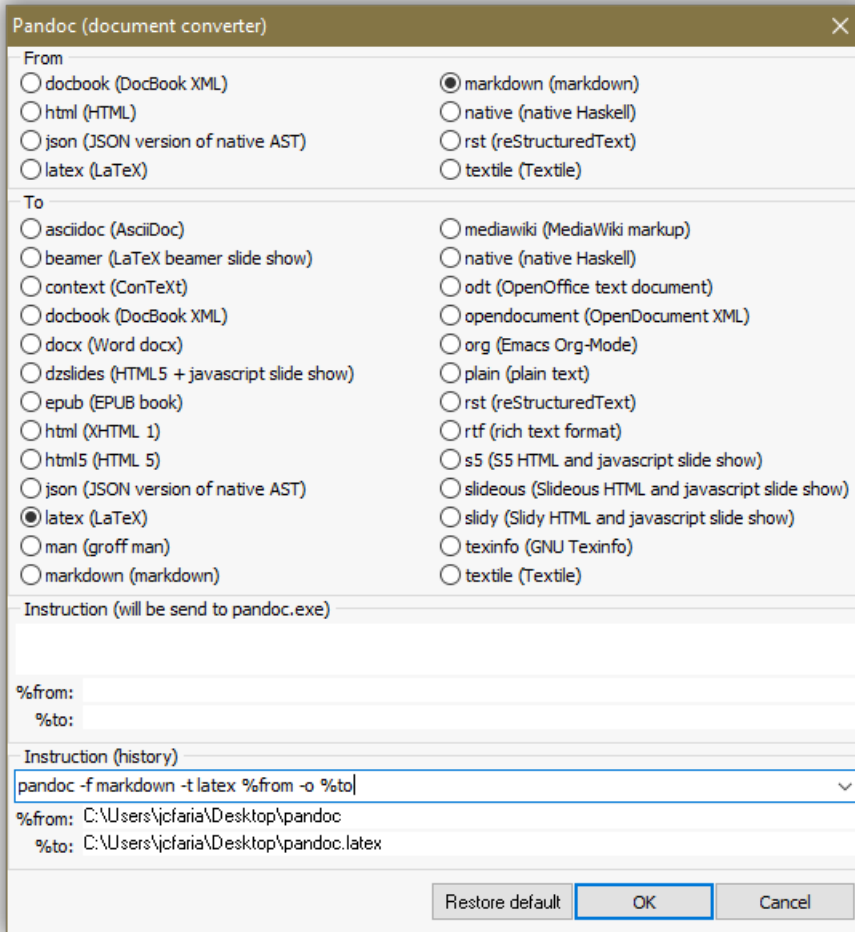 Pandoc (document converter)
From
docbook (DocBook XML)
html (HTML)
json (JSON version of native AST)
latex (LaTeX)
markdown (markdown)
native (native Haskell)
rst (reStructuredText)
textile (Textile)
To
asciidoc (AsciiDoc)
beamer (LaTeX beamer slide show)
context (ConTeXt)
docbook (DocBook XML)
docx (Word docx)
dzslides (HTML5 + javascript slide show)
epub (EPUB book)
html (XHTML 1)
html5 (HTML 5)
json (JSON version of native AST)
latex (LaTeX)
man (groff man)
markdown (markdown)
mediawiki (MediaWiki markup)
native (native Haskell)
odt (OpenOffice text document)
opendocument (OpenDocument XML)
org (Emacs Org-Mode)
plain (plain text)
rst (reStructuredText)
rtf (rich text format)
s5 (S5 HTML and javascript slide show)
slideous (Slideous HTML and javascript slide show)
slidy (Slidy HTML and javascript slide show)
texinfo (GNU Texinfo)
textile (Textile)
Instruction (will be send to pandoc.exe)
%from:
%to:
Instruction (history)
pandoc -f markdown -t latex %from -o %to
%from: C:\Users\jcfaria\Desktop\pandoc
%to: C:\Users\jcfaria\Desktop\pandoc.latex
Restore default OK Cancel